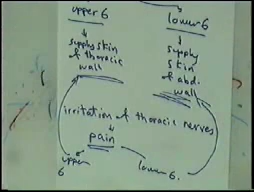 upper 6
lower 6
supply skin
of thoracic
wall
supply
skin
of abd.
wall
irritation of thoracic nerves
pain
upper
6
lower 6.